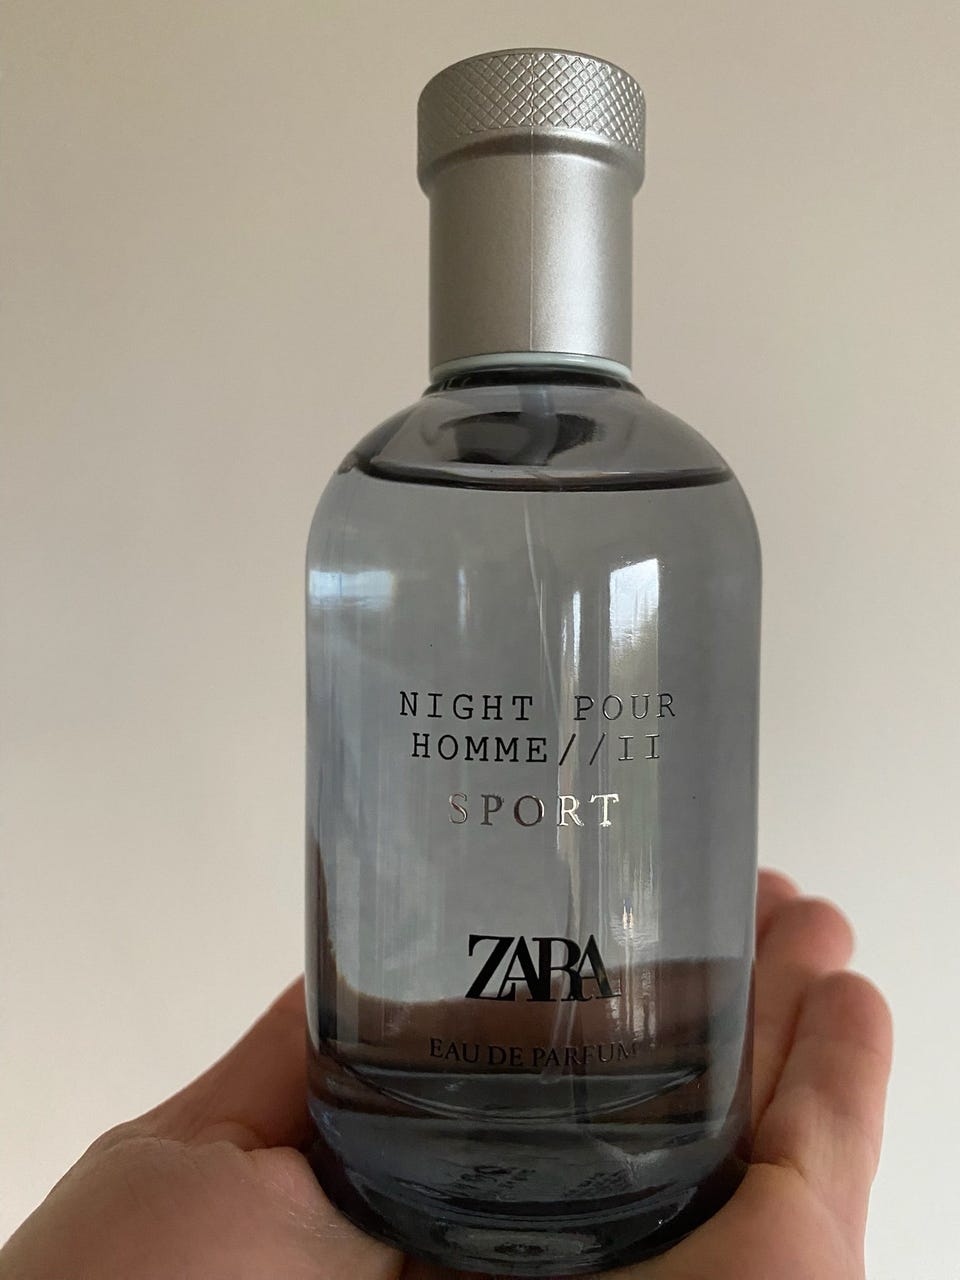 NIGHT POUR
HOMME//II
SPORT
ZARA
EAU DE PARFUM